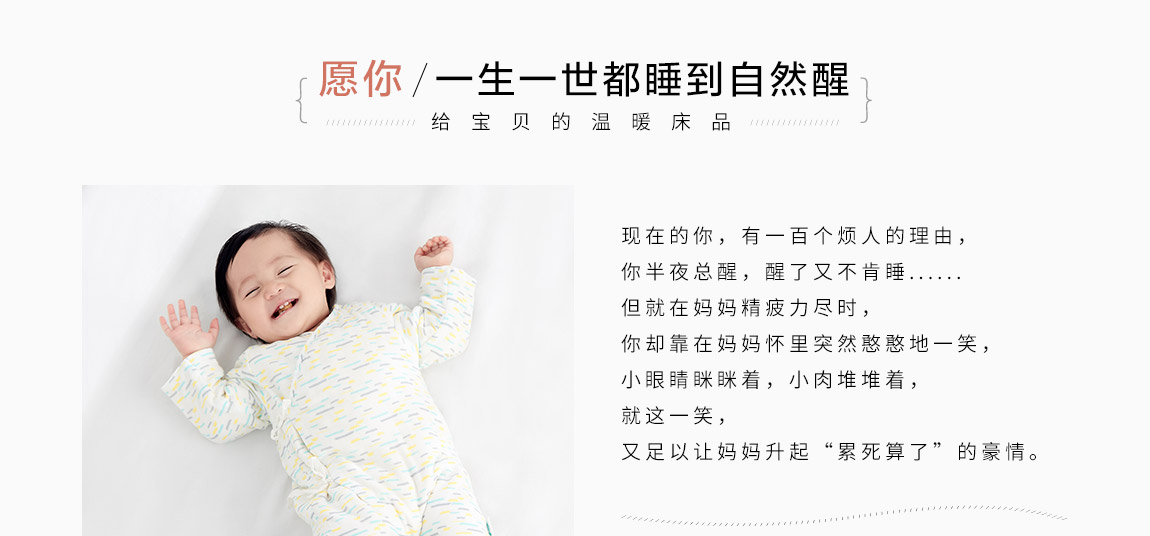 愿你/一生一世都睡到自然醒
给宝贝的温暖床品
现在的你，有一百个烦人的理由，
你半夜总醒，醒了又不肯睡......
但就在妈妈精疲力尽时，
你却靠在妈妈怀里突然憨憨地一笑，
小眼睛眯眯着，小肉堆堆着，
就这一笑，
又足以让妈妈升起“累死算了”的豪情。